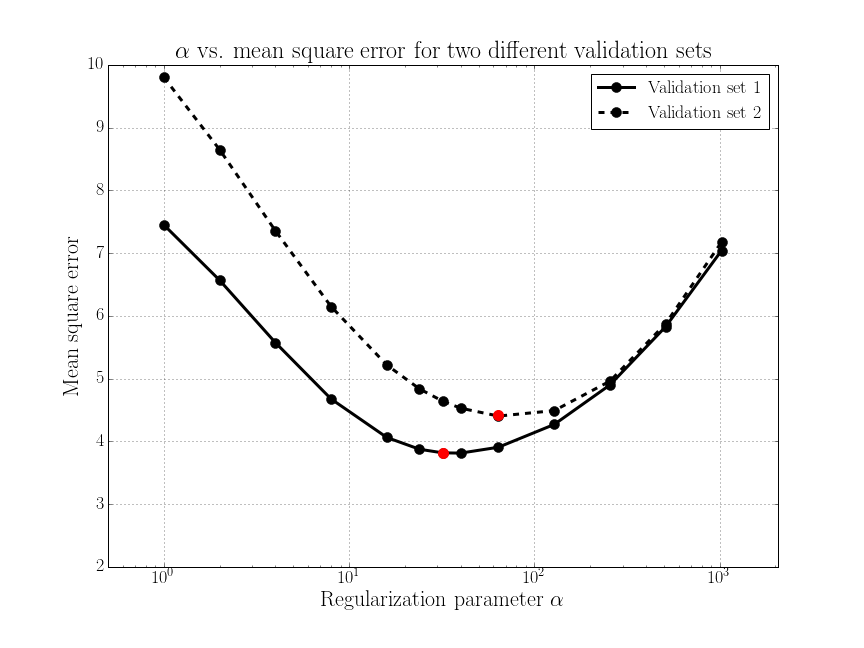 α vs. mean square error for two different validation sets
Validation set 1
Validation set 2
Mean square error
10
9
8
7
6
5
4
3
2
10⁰
10¹
10²
10³
Regularization parameter α